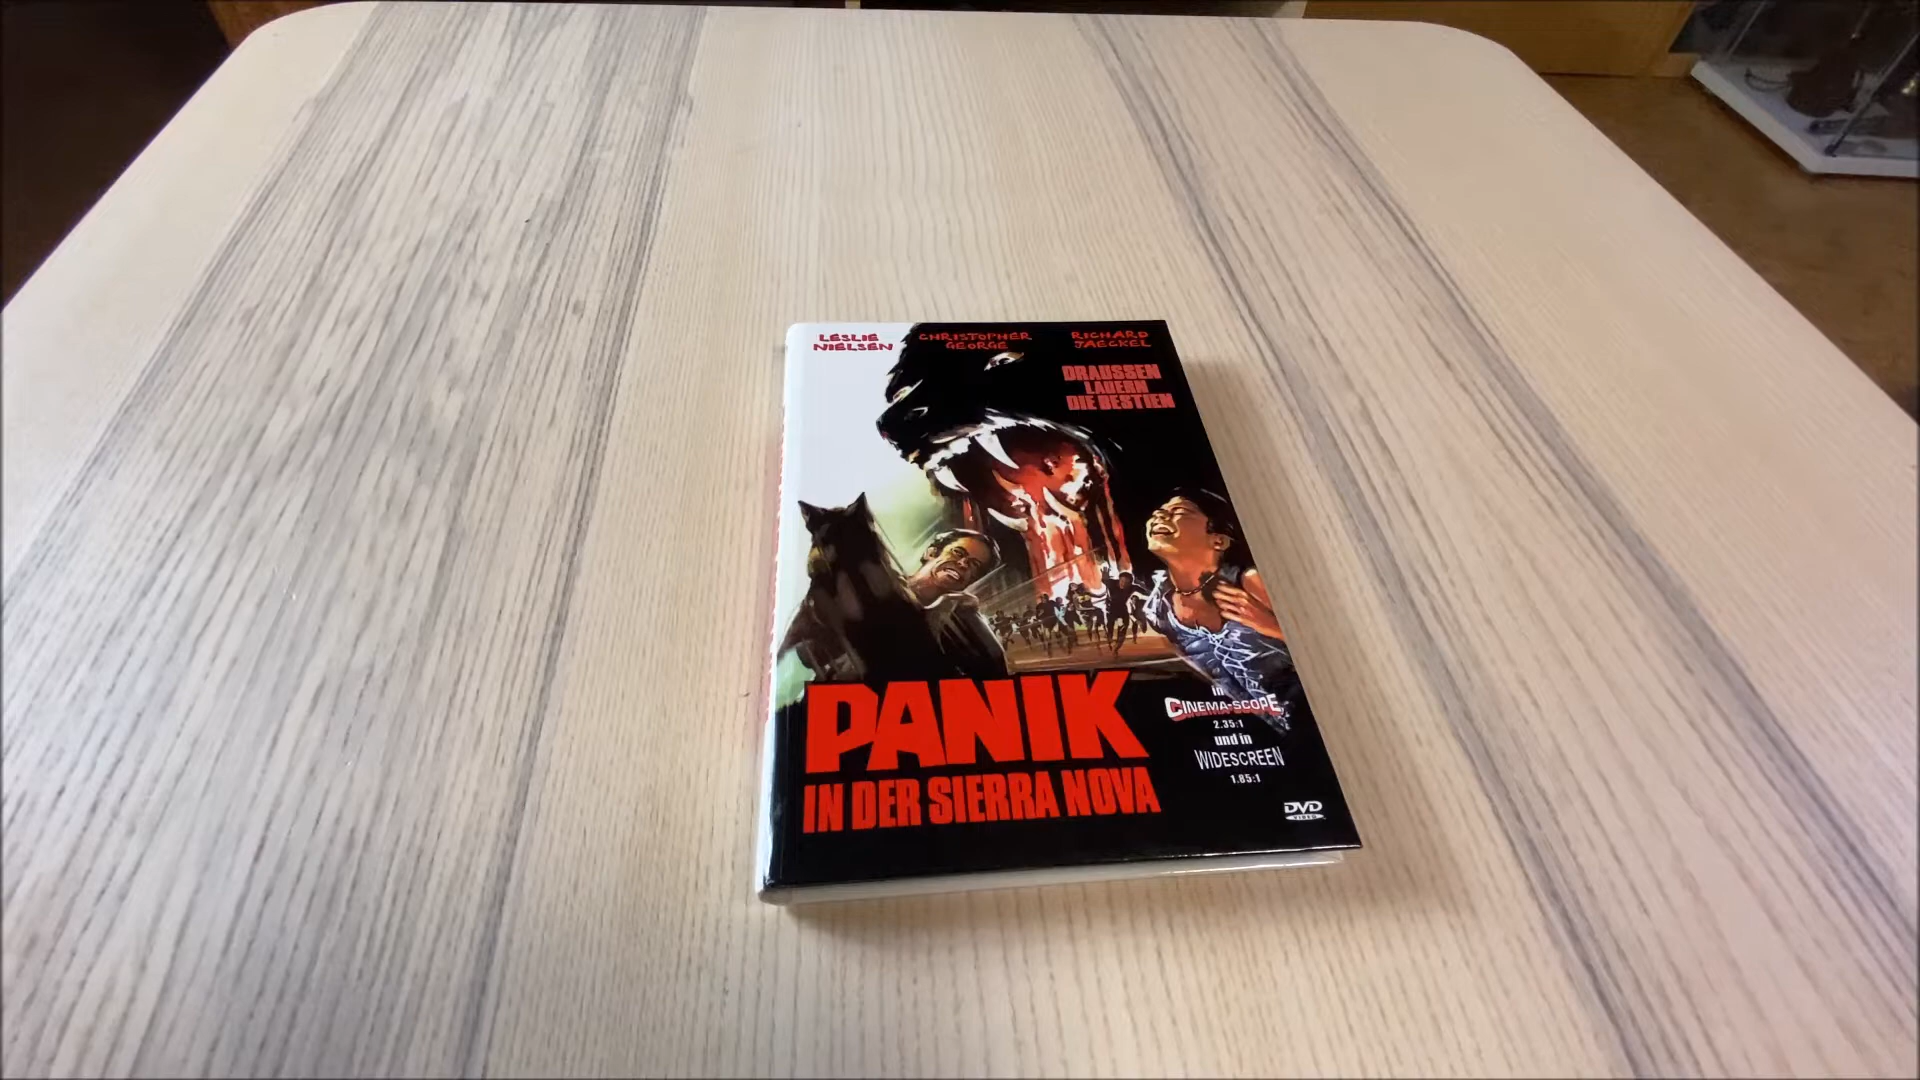 LESLIE
NIELSEN
CHRISTOPHER
GEORGE
RICHARD
JAECKEL
DRAUSSEN
LAUERN
DIE BESTIEN
PANIK
IN DER SIERRA NOVA
in
CINEMA-SCOPE
2.35:1
und in
WIDESCREEN
1.85:1
DVD
VIDEO